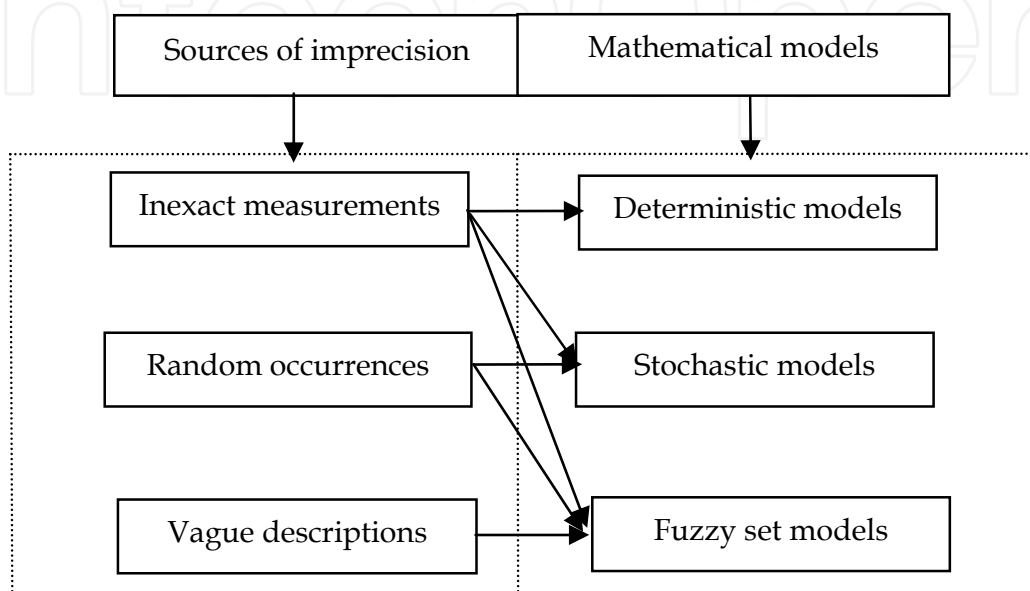 Sources of imprecision
Mathematical models
Inexact measurements
Deterministic models
Random occurrences
Stochastic models
Vague descriptions
Fuzzy set models